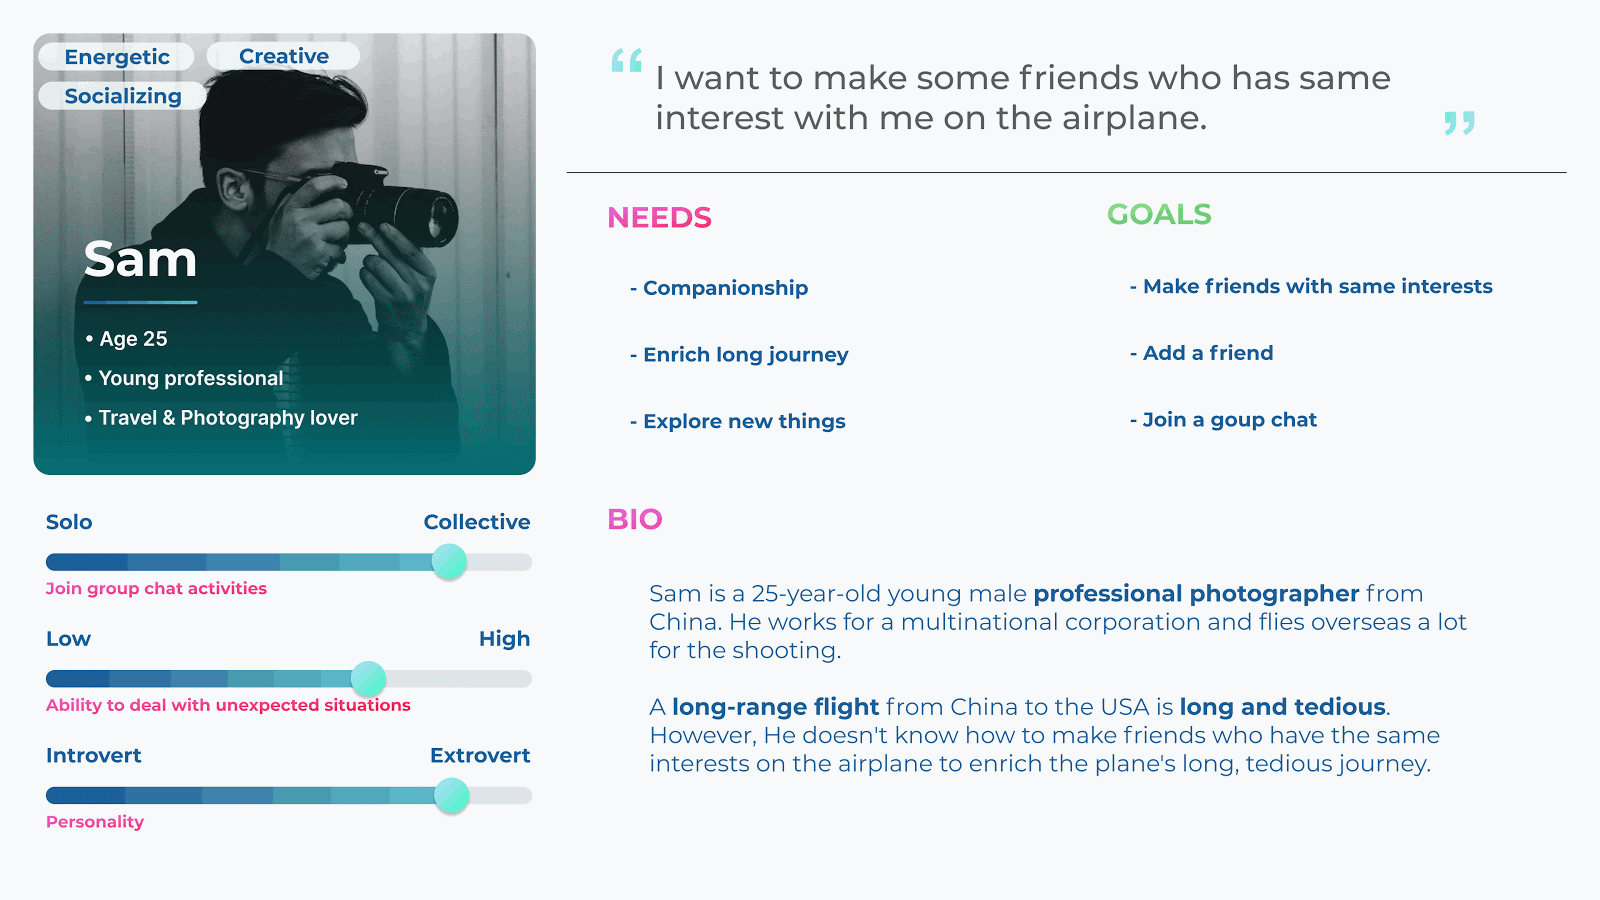 Energetic
Creative
Socializing
Sam
• Age 25
• Young professional
• Travel & Photography lover
Canon
Solo
Collective
Join group chat activities
Low
High
Ability to deal with unexpected situations
Introvert
Extrovert
Personality
“ I want to make some friends who has same
interest with me on the airplane. ”
NEEDS
- Companionship
- Enrich long journey
- Explore new things
GOALS
- Make friends with same interests
- Add a friend
- Join a goup chat
BIO
Sam is a 25-year-old young male professional photographer from
China. He works for a multinational corporation and flies overseas a lot
for the shooting.
A long-range flight from China to the USA is long and tedious.
However, He doesn't know how to make friends who have the same
interests on the airplane to enrich the plane's long, tedious journey.